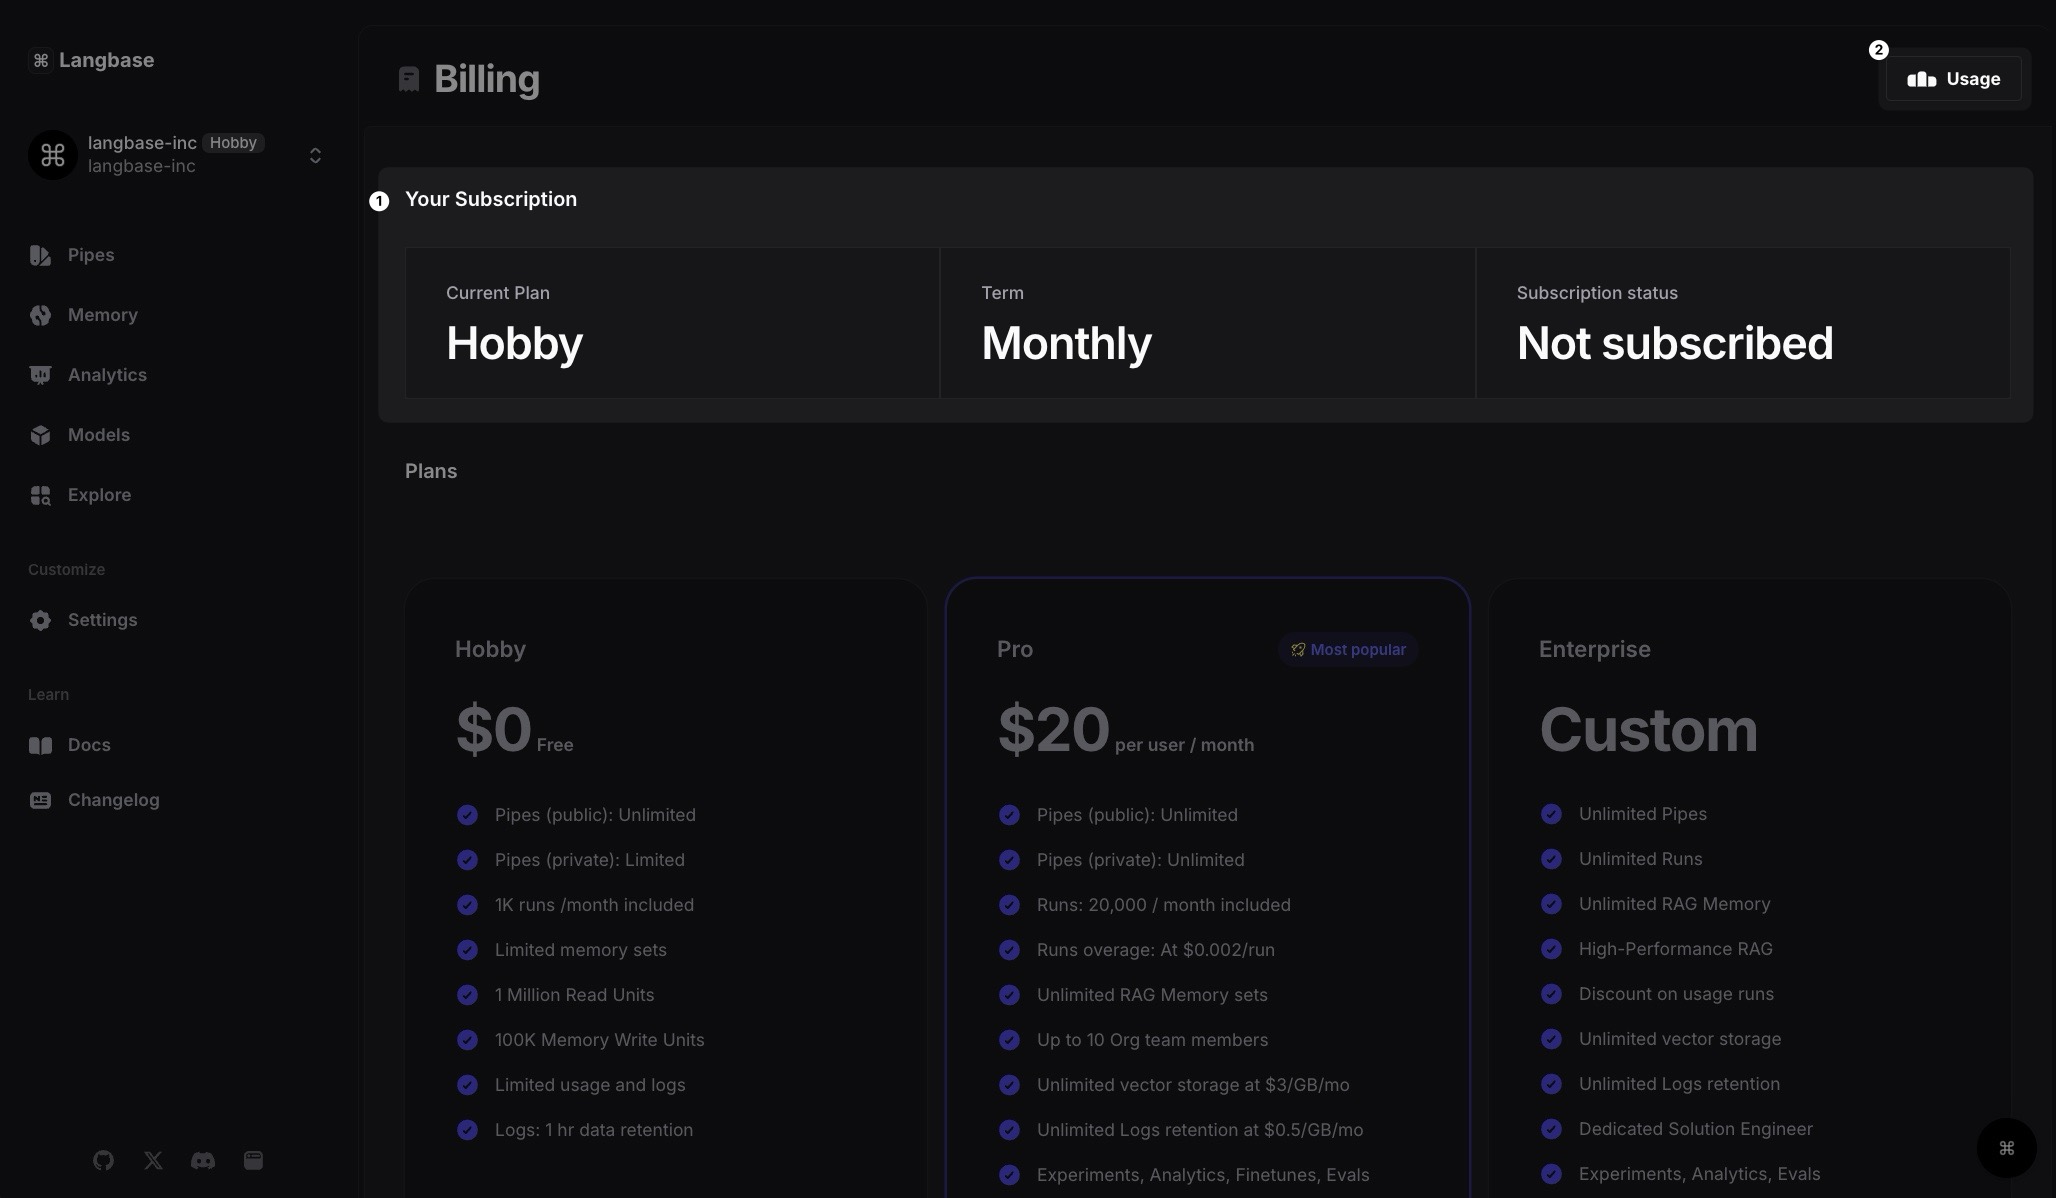 Langbase
langbase-inc Hobby
langbase-inc
Pipes
Memory
Analytics
Models
Explore
Customize
Settings
Learn
Docs
Changelog
Billing
2
Usage
1
Your Subscription
Current Plan
Hobby
Term
Monthly
Subscription status
Not subscribed
Plans
Hobby
$0 Free
Pipes (public): Unlimited
Pipes (private): Limited
1K runs /month included
Limited memory sets
1 Million Read Units
100K Memory Write Units
Limited usage and logs
Logs: 1 hr data retention
Pro
Most popular
$20 per user / month
Pipes (public): Unlimited
Pipes (private): Unlimited
Runs: 20,000 / month included
Runs overage: At $0.002/run
Unlimited RAG Memory sets
Up to 10 Org team members
Unlimited vector storage at $3/GB/mo
Unlimited Logs retention at $0.5/GB/mo
Experiments, Analytics, Finetunes, Evals
Enterprise
Custom
Unlimited Pipes
Unlimited Runs
Unlimited RAG Memory
High-Performance RAG
Discount on usage runs
Unlimited vector storage
Unlimited Logs retention
Dedicated Solution Engineer
Experiments, Analytics, Evals